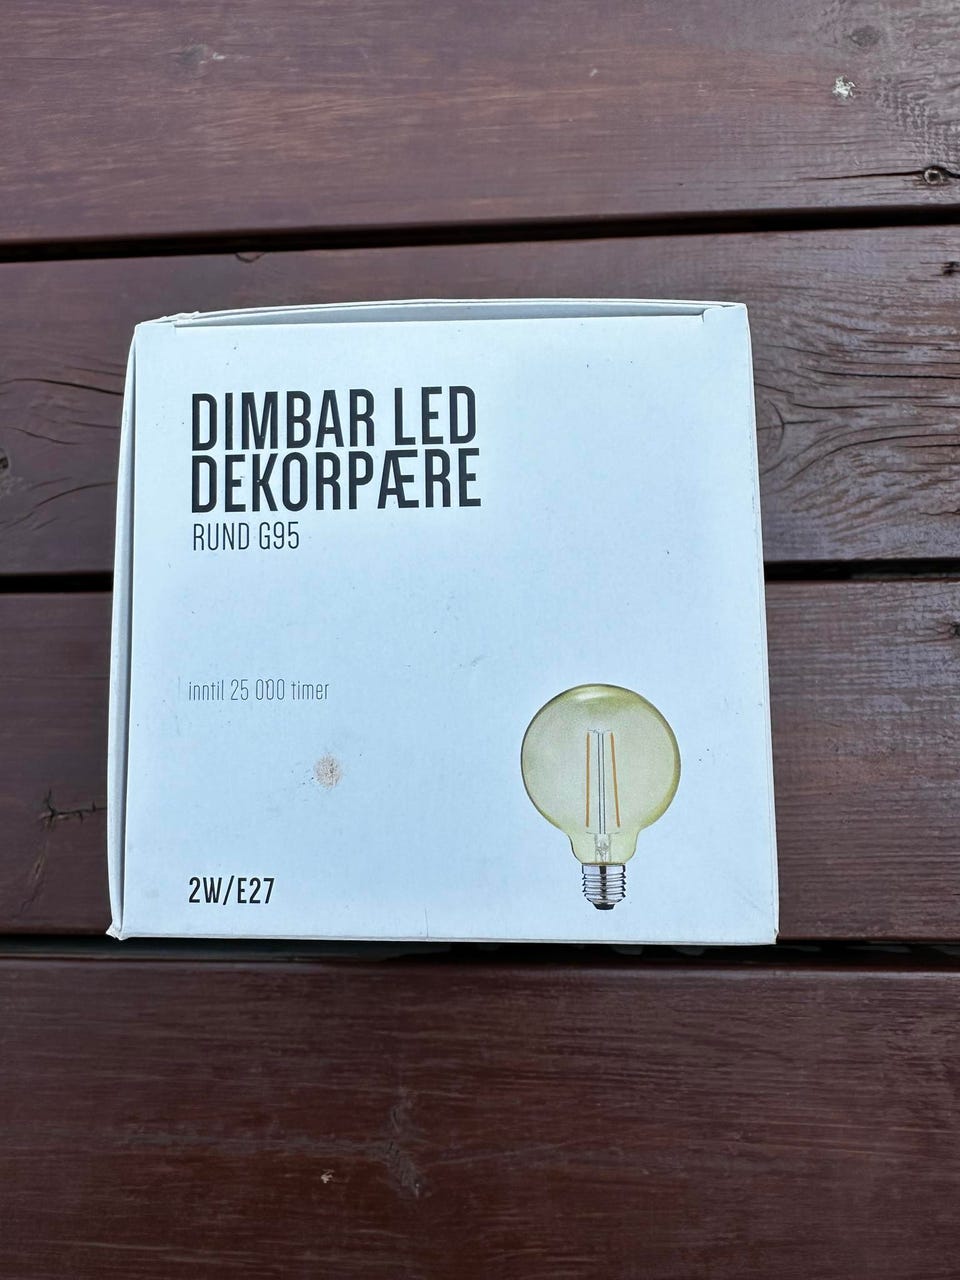 DIMBAR LED
DEKORPÆRE
RUND G95
inntil 25 000 timer
2W/E27